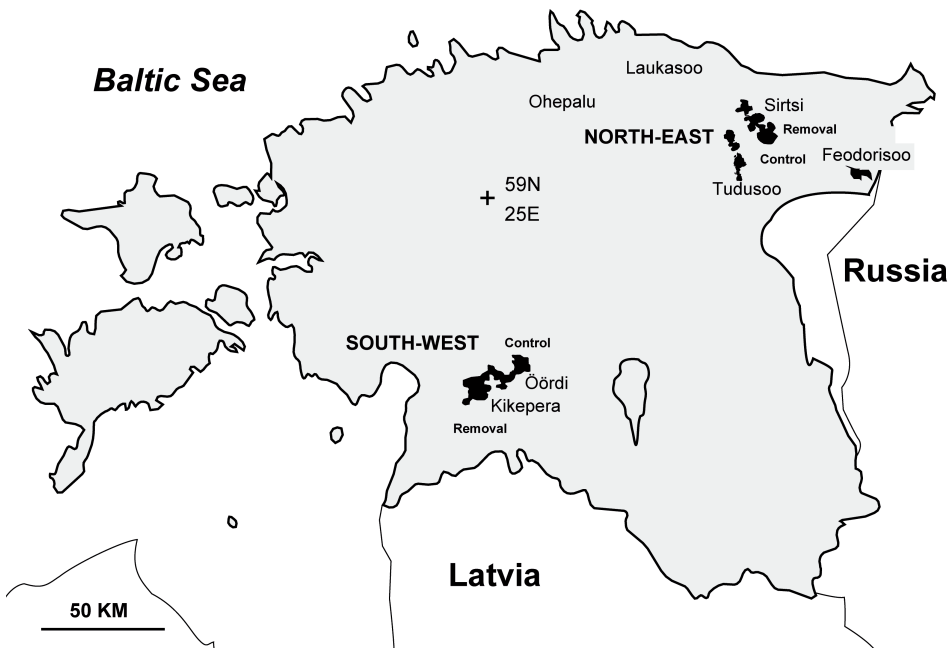 Laukasoo
Baltic Sea
Ohepalu
Sirtsi
NORTH-EAST
Removal
Control
Feodorisoo
Tudusoo
59N
25E
Russia
SOUTH-WEST
Control
Öördi
Kikepera
Removal
Latvia
50 KM